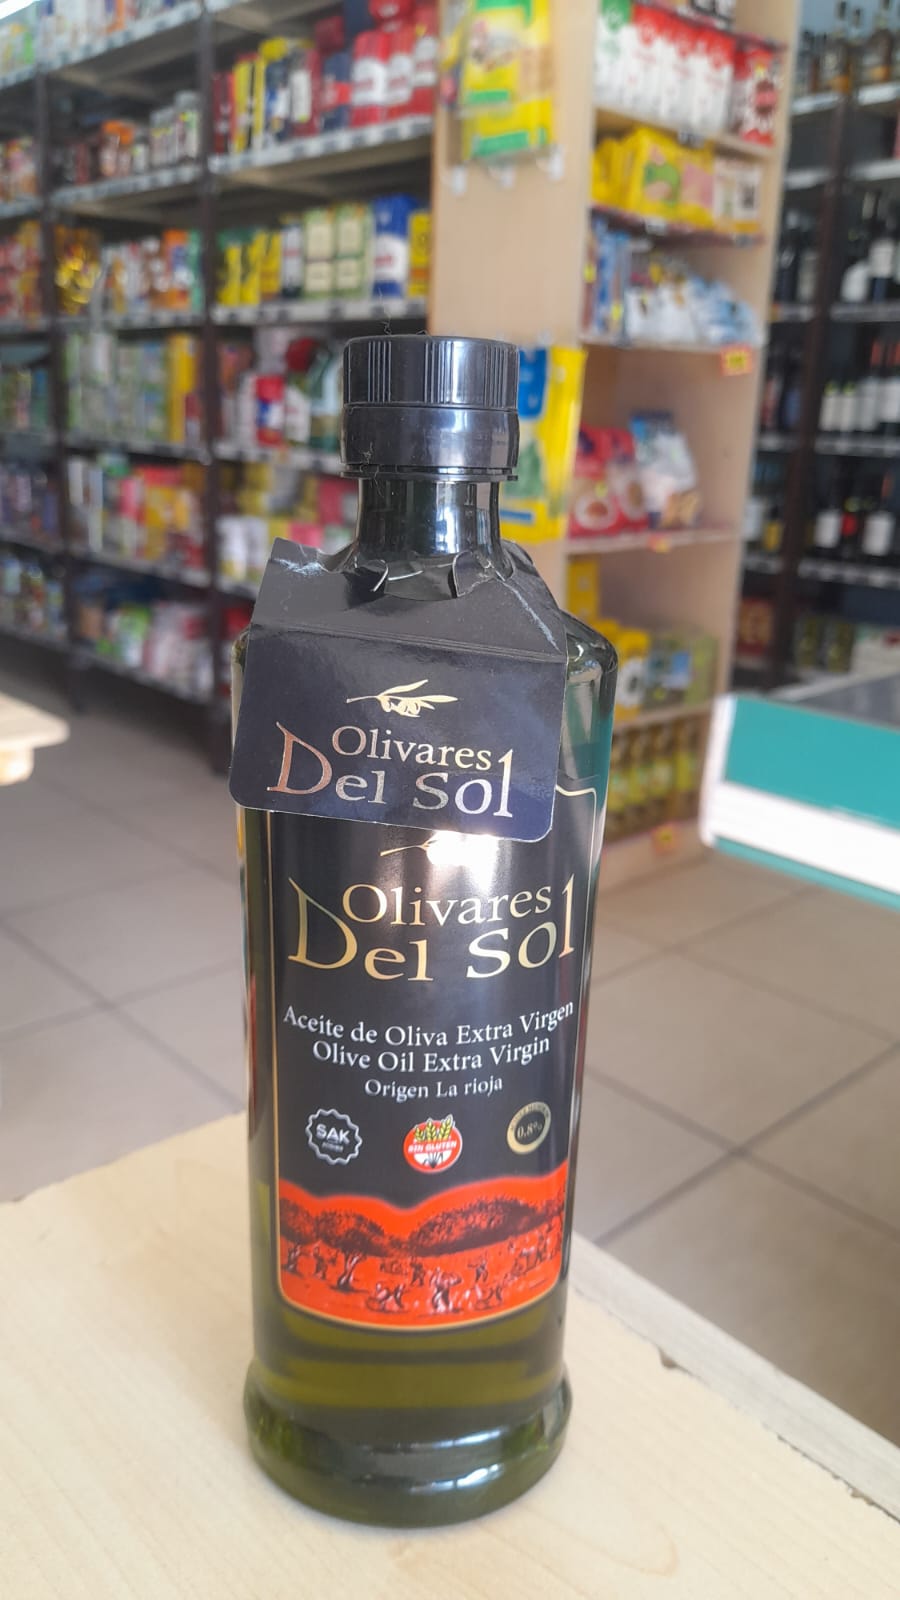 Olivares
Del Sol
Olivares
Del Sol
Aceite de Oliva Extra Virgen
Olive Oil Extra Virgin
Origen La rioja
SAK
SIN GLUTEN
0.8%